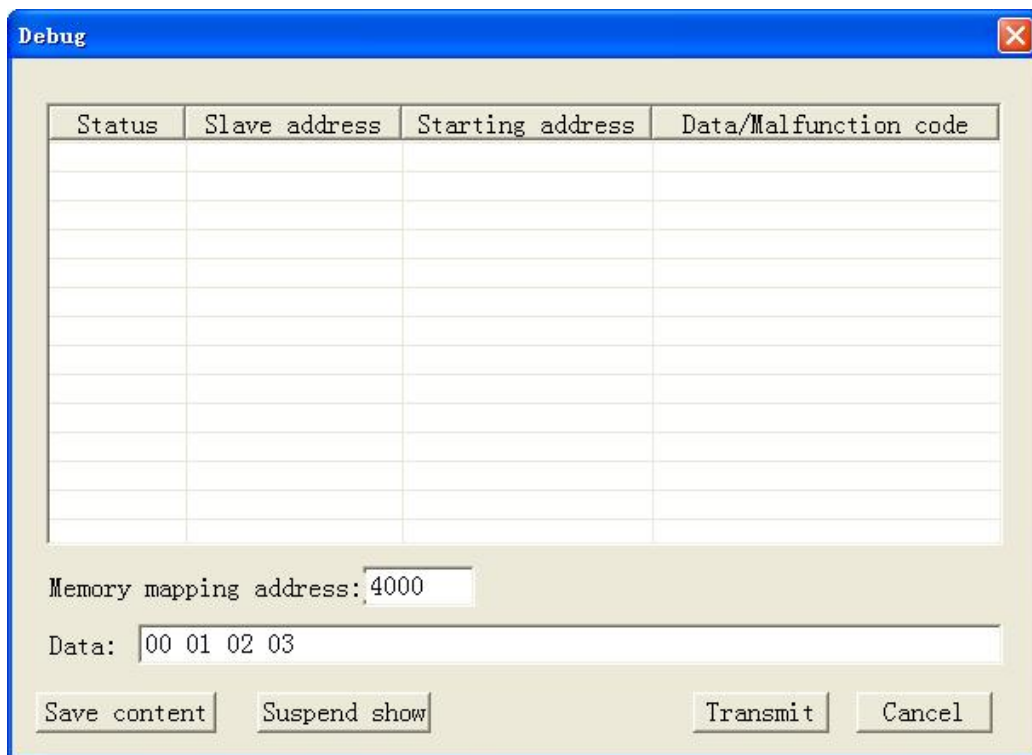 Debug
Status Slave address Starting address Data/Malfunction code
Memory mapping address: 4000
Data: 00 01 02 03
Save content Suspend show Transmit Cancel